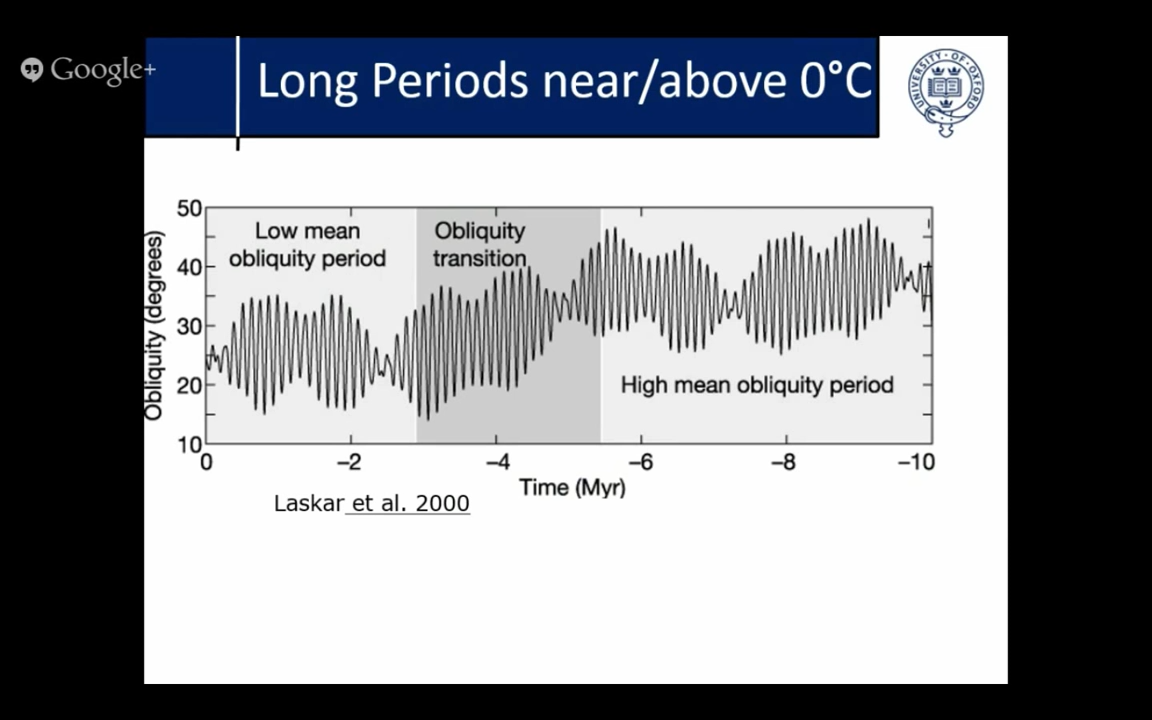 Google+
Long Periods near/above 0°C
UNIVERSITY·OF·OXFORD
50
40
30
20
10
Obliquity (degrees)
Low mean
obliquity period
Obliquity
transition
High mean obliquity period
0
−2
−4
−6
−8
−10
Time (Myr)
Laskar et al. 2000